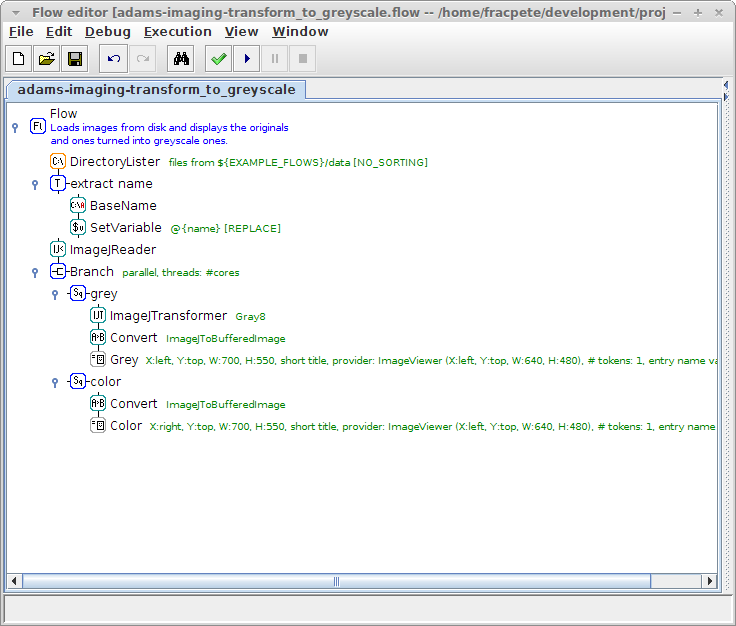 Flow editor [adams-imaging-transform_to_greyscale.flow -- /home/fracpete/development/proj
File Edit Debug Execution View Window
adams-imaging-transform_to_greyscale
Flow
Fl Loads images from disk and displays the originals
and ones turned into greyscale ones.
C:\ DirectoryLister files from ${EXAMPLE_FLOWS}/data [NO_SORTING]
T extract name
BaseName
SetVariable @{name} [REPLACE]
ImageJReader
Branch parallel, threads: #cores
Sq grey
IJT ImageJTransformer Gray8
A▸B Convert ImageJToBufferedImage
Grey X:left, Y:top, W:700, H:550, short title, provider: ImageViewer (X:left, Y:top, W:640, H:480), # tokens: 1, entry name va
Sq color
A▸B Convert ImageJToBufferedImage
Color X:right, Y:top, W:700, H:550, short title, provider: ImageViewer (X:left, Y:top, W:640, H:480), # tokens: 1, entry name